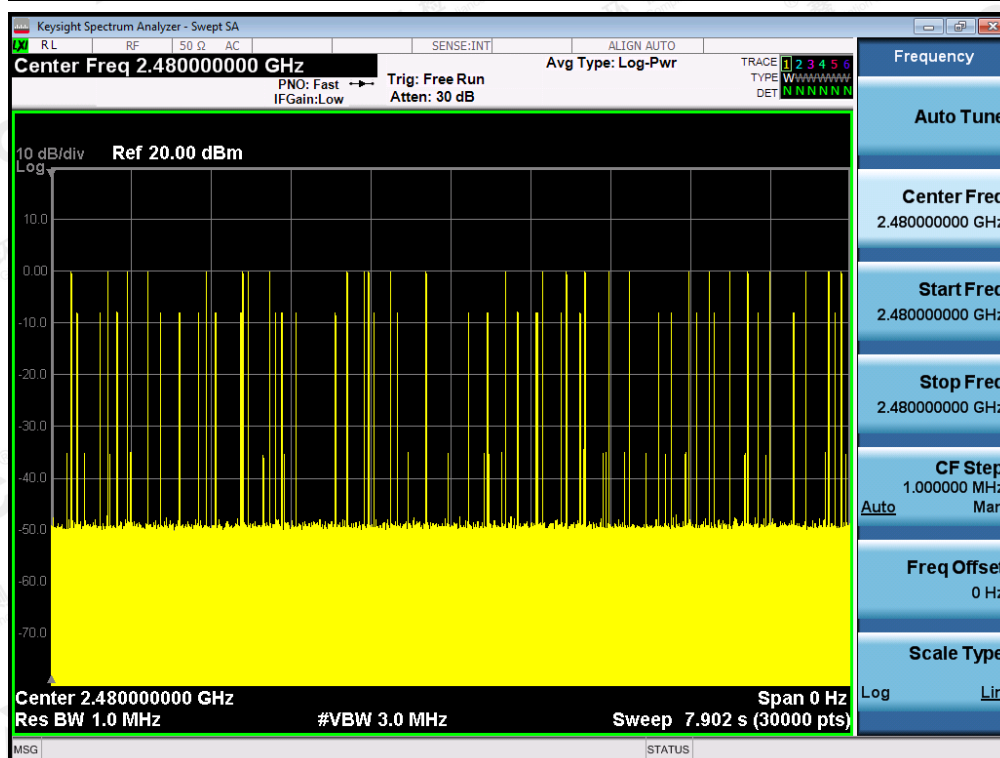 Keysight Spectrum Analyzer - Swept SA
LXI RL RF 50 Ω AC SENSE:INT ALIGN AUTO
Center Freq 2.480000000 GHz
PNO: Fast
IFGain:Low
Trig: Free Run
Atten: 30 dB
Avg Type: Log-Pwr
TRACE 1 2 3 4 5 6
TYPE WWWWWW
DET N N N N N N
10 dB/div Ref 20.00 dBm
Log
10.0
0.00
-10.0
-20.0
-30.0
-40.0
-50.0
-60.0
-70.0
Center 2.480000000 GHz Span 0 Hz
Res BW 1.0 MHz #VBW 3.0 MHz Sweep 7.902 s (30000 pts)
MSG STATUS
Frequency
Auto Tune
Center Freq
2.480000000 GHz
Start Freq
2.480000000 GHz
Stop Freq
2.480000000 GHz
CF Step
1.000000 MHz
Auto Man
Freq Offset
0 Hz
Scale Type
Log Lin